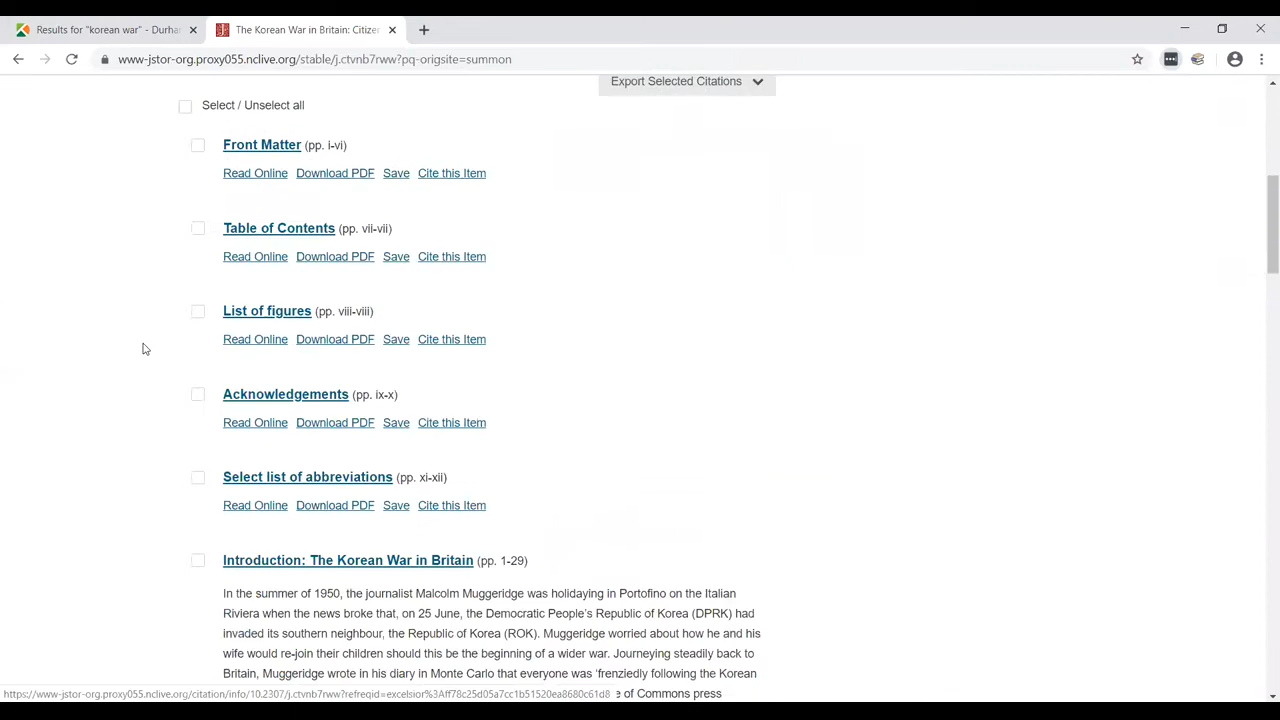 Results for "korean war" - Durha
The Korean War in Britain: Citize
www-jstor-org.proxy055.nclive.org/stable/j.ctvnb7rww?pq-origsite=summon
Export Selected Citations
Select / Unselect all
Front Matter (pp. i-vi)
Read Online Download PDF Save Cite this Item
Table of Contents (pp. vii-vii)
Read Online Download PDF Save Cite this Item
List of figures (pp. viii-viii)
Read Online Download PDF Save Cite this Item
Acknowledgements (pp. ix-x)
Read Online Download PDF Save Cite this Item
Select list of abbreviations (pp. xi-xii)
Read Online Download PDF Save Cite this Item
Introduction: The Korean War in Britain (pp. 1-29)
In the summer of 1950, the journalist Malcolm Muggeridge was holidaying in Portofino on the Italian
Riviera when the news broke that, on 25 June, the Democratic People's Republic of Korea (DPRK) had
invaded its southern neighbour, the Republic of Korea (ROK). Muggeridge worried about how he and his
wife would re-join their children should this be the beginning of a wider war. Journeying steadily back to
Britain, Muggeridge wrote in his diary in Monte Carlo that everyone was 'frenziedly following the Korean
https://www-jstor-org.proxy055.nclive.org/citation/info/10.2307/j.ctvnb7rww?refreqid=excelsior%3Aff78c25d05a7cc1b51520ea8680c61d8 e of Commons press